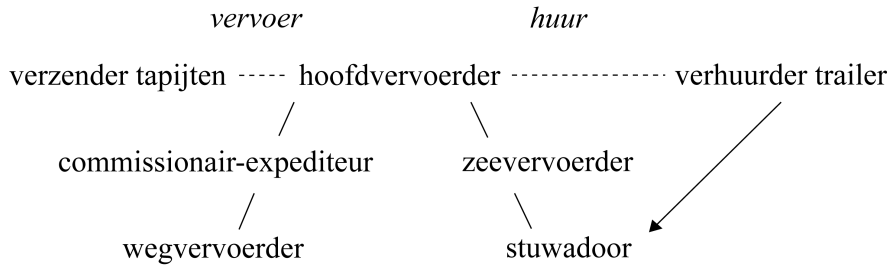 vervoer huur
verzender tapijten hoofdvervoerder verhuurder trailer
commissionair-expediteur zeevervoerder
wegvervoerder stuwadoor